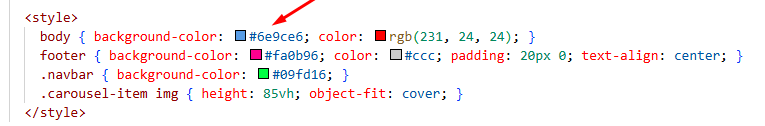 <style>
body { background-color: #6e9ce6; color: rgb(231, 24, 24); }
footer { background-color: #fa0b96; color: #ccc; padding: 20px 0; text-align: center; }
.navbar { background-color: #09fd16; }
.carousel-item img { height: 85vh; object-fit: cover; }
</style>